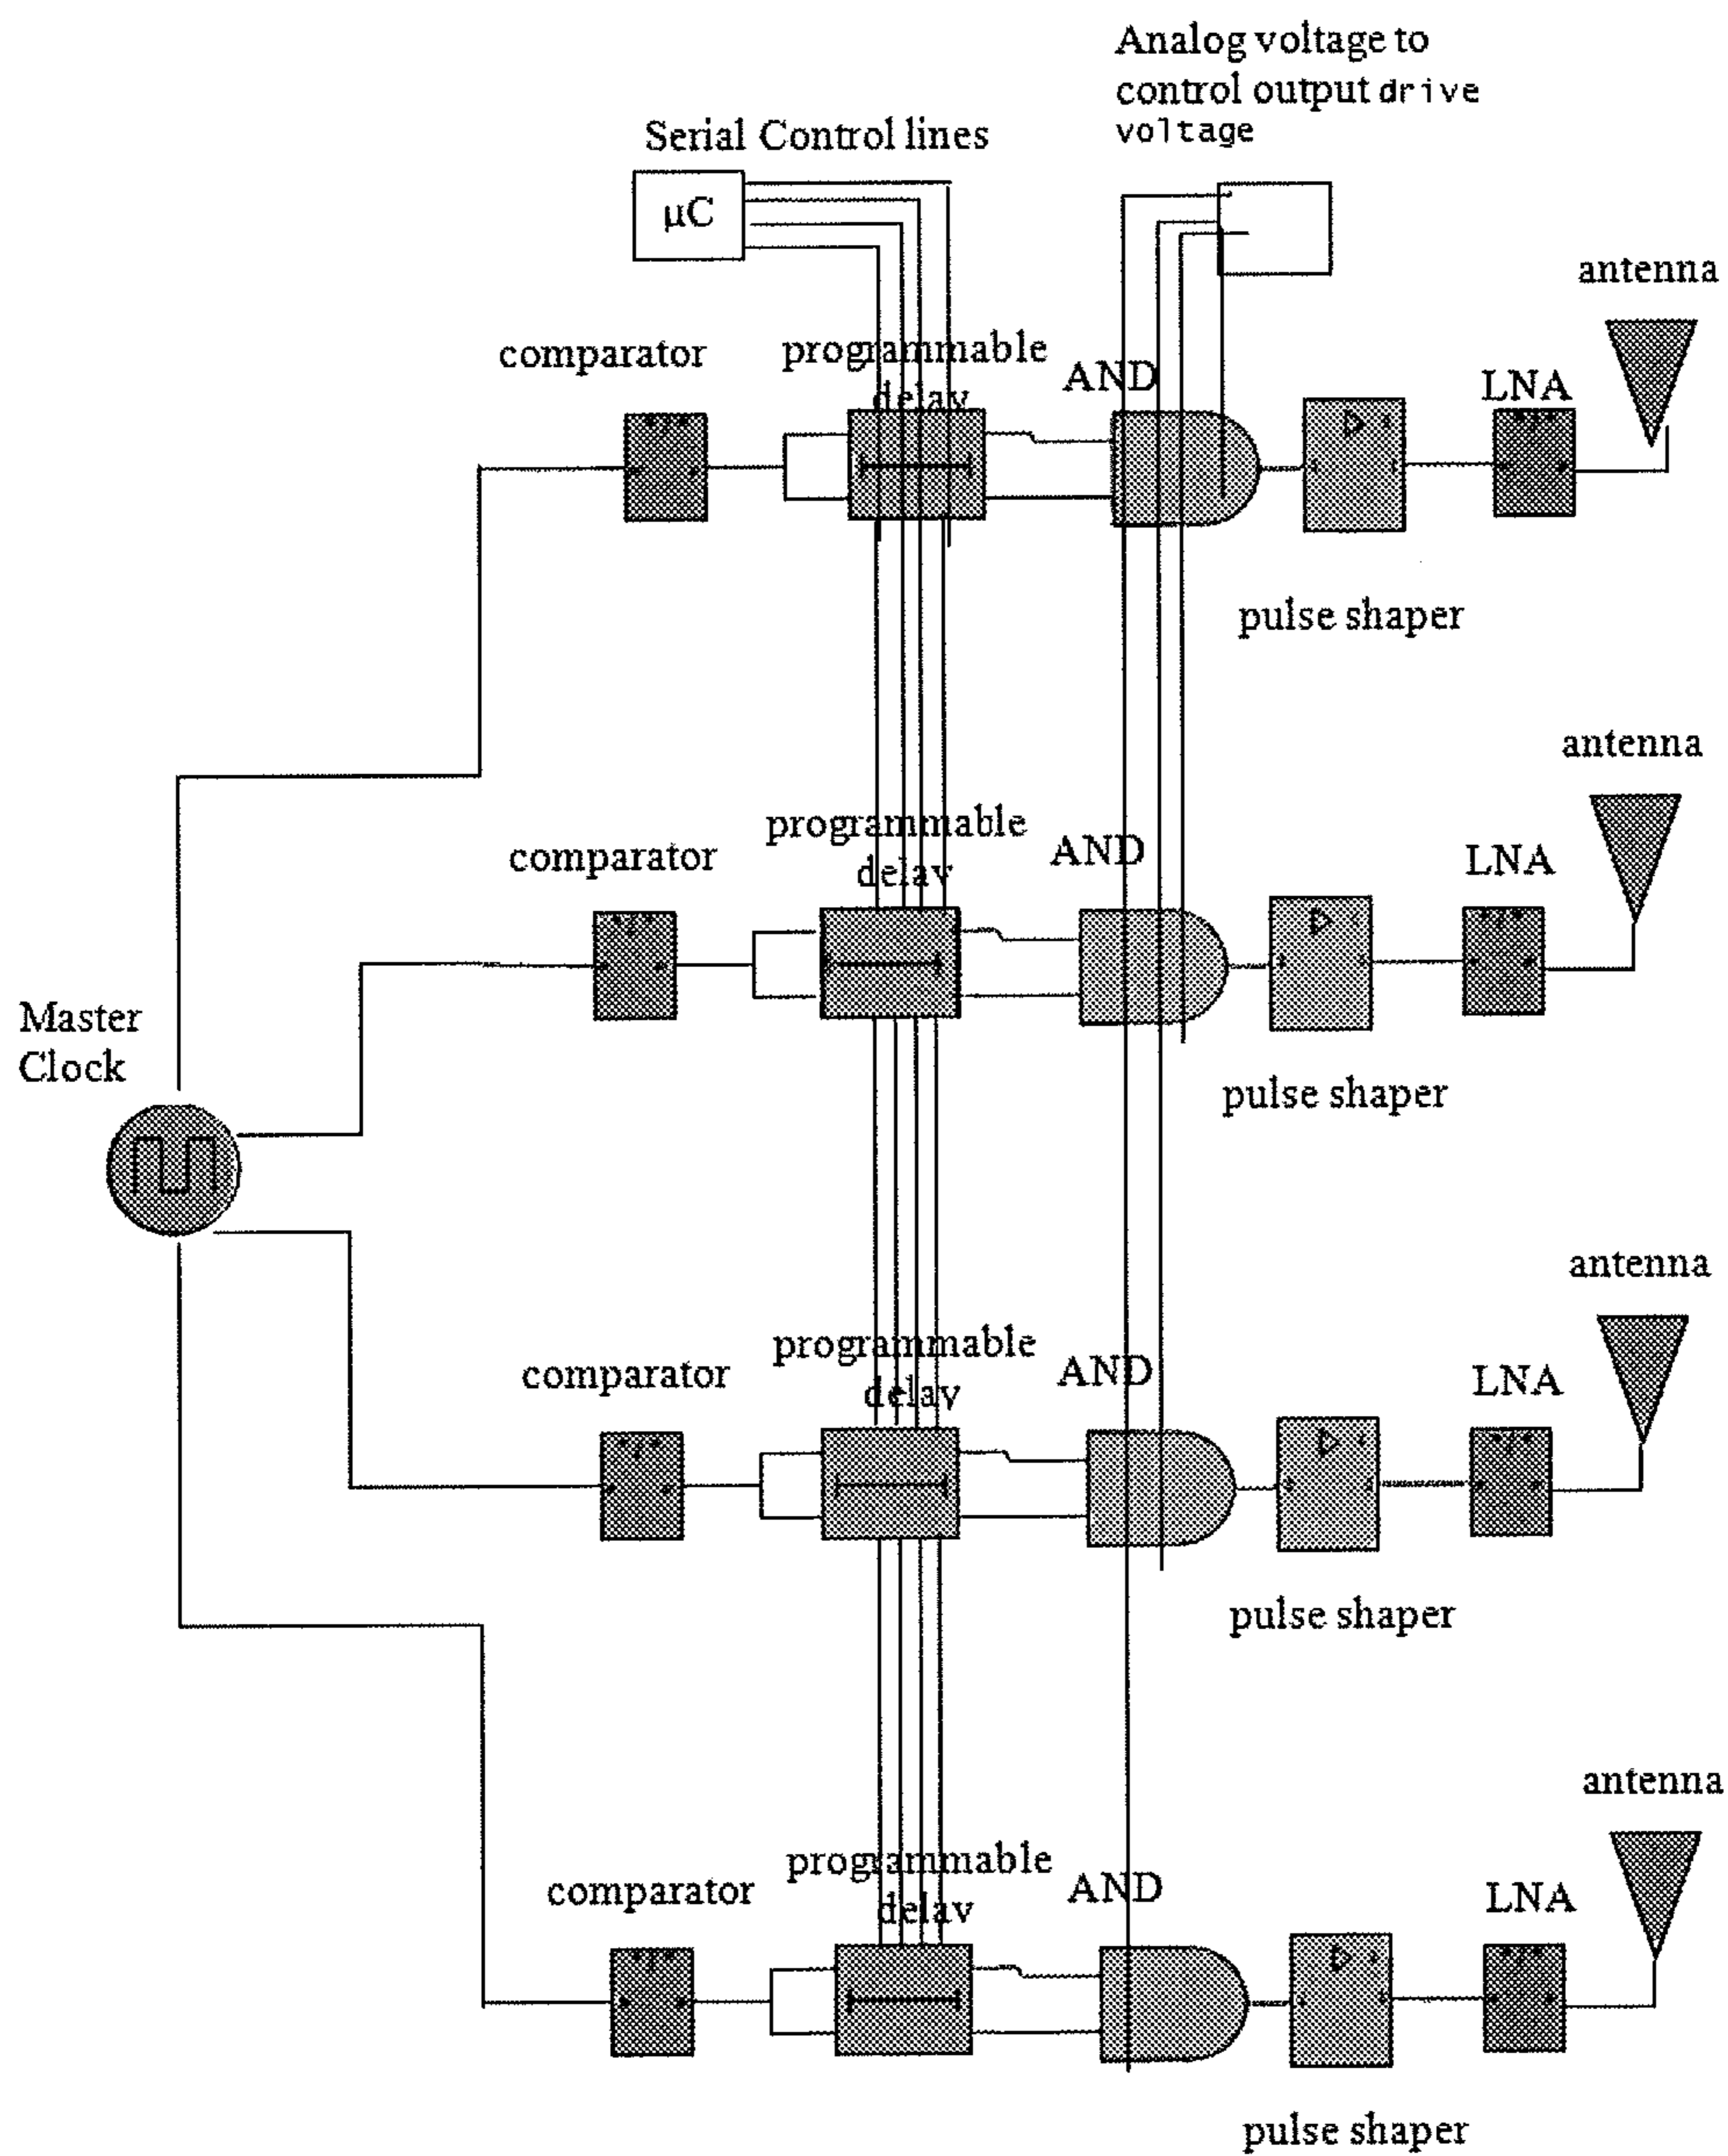 Analog voltage to
control output drive
voltage
Serial Control lines
μC
antenna
comparator
programmable
delay
AND
LNA
pulse shaper
antenna
comparator
programmable
delay
AND
LNA
Master
Clock
pulse shaper
antenna
comparator
programmable
delay
AND
LNA
pulse shaper
antenna
comparator
programmable
delay
AND
LNA
pulse shaper